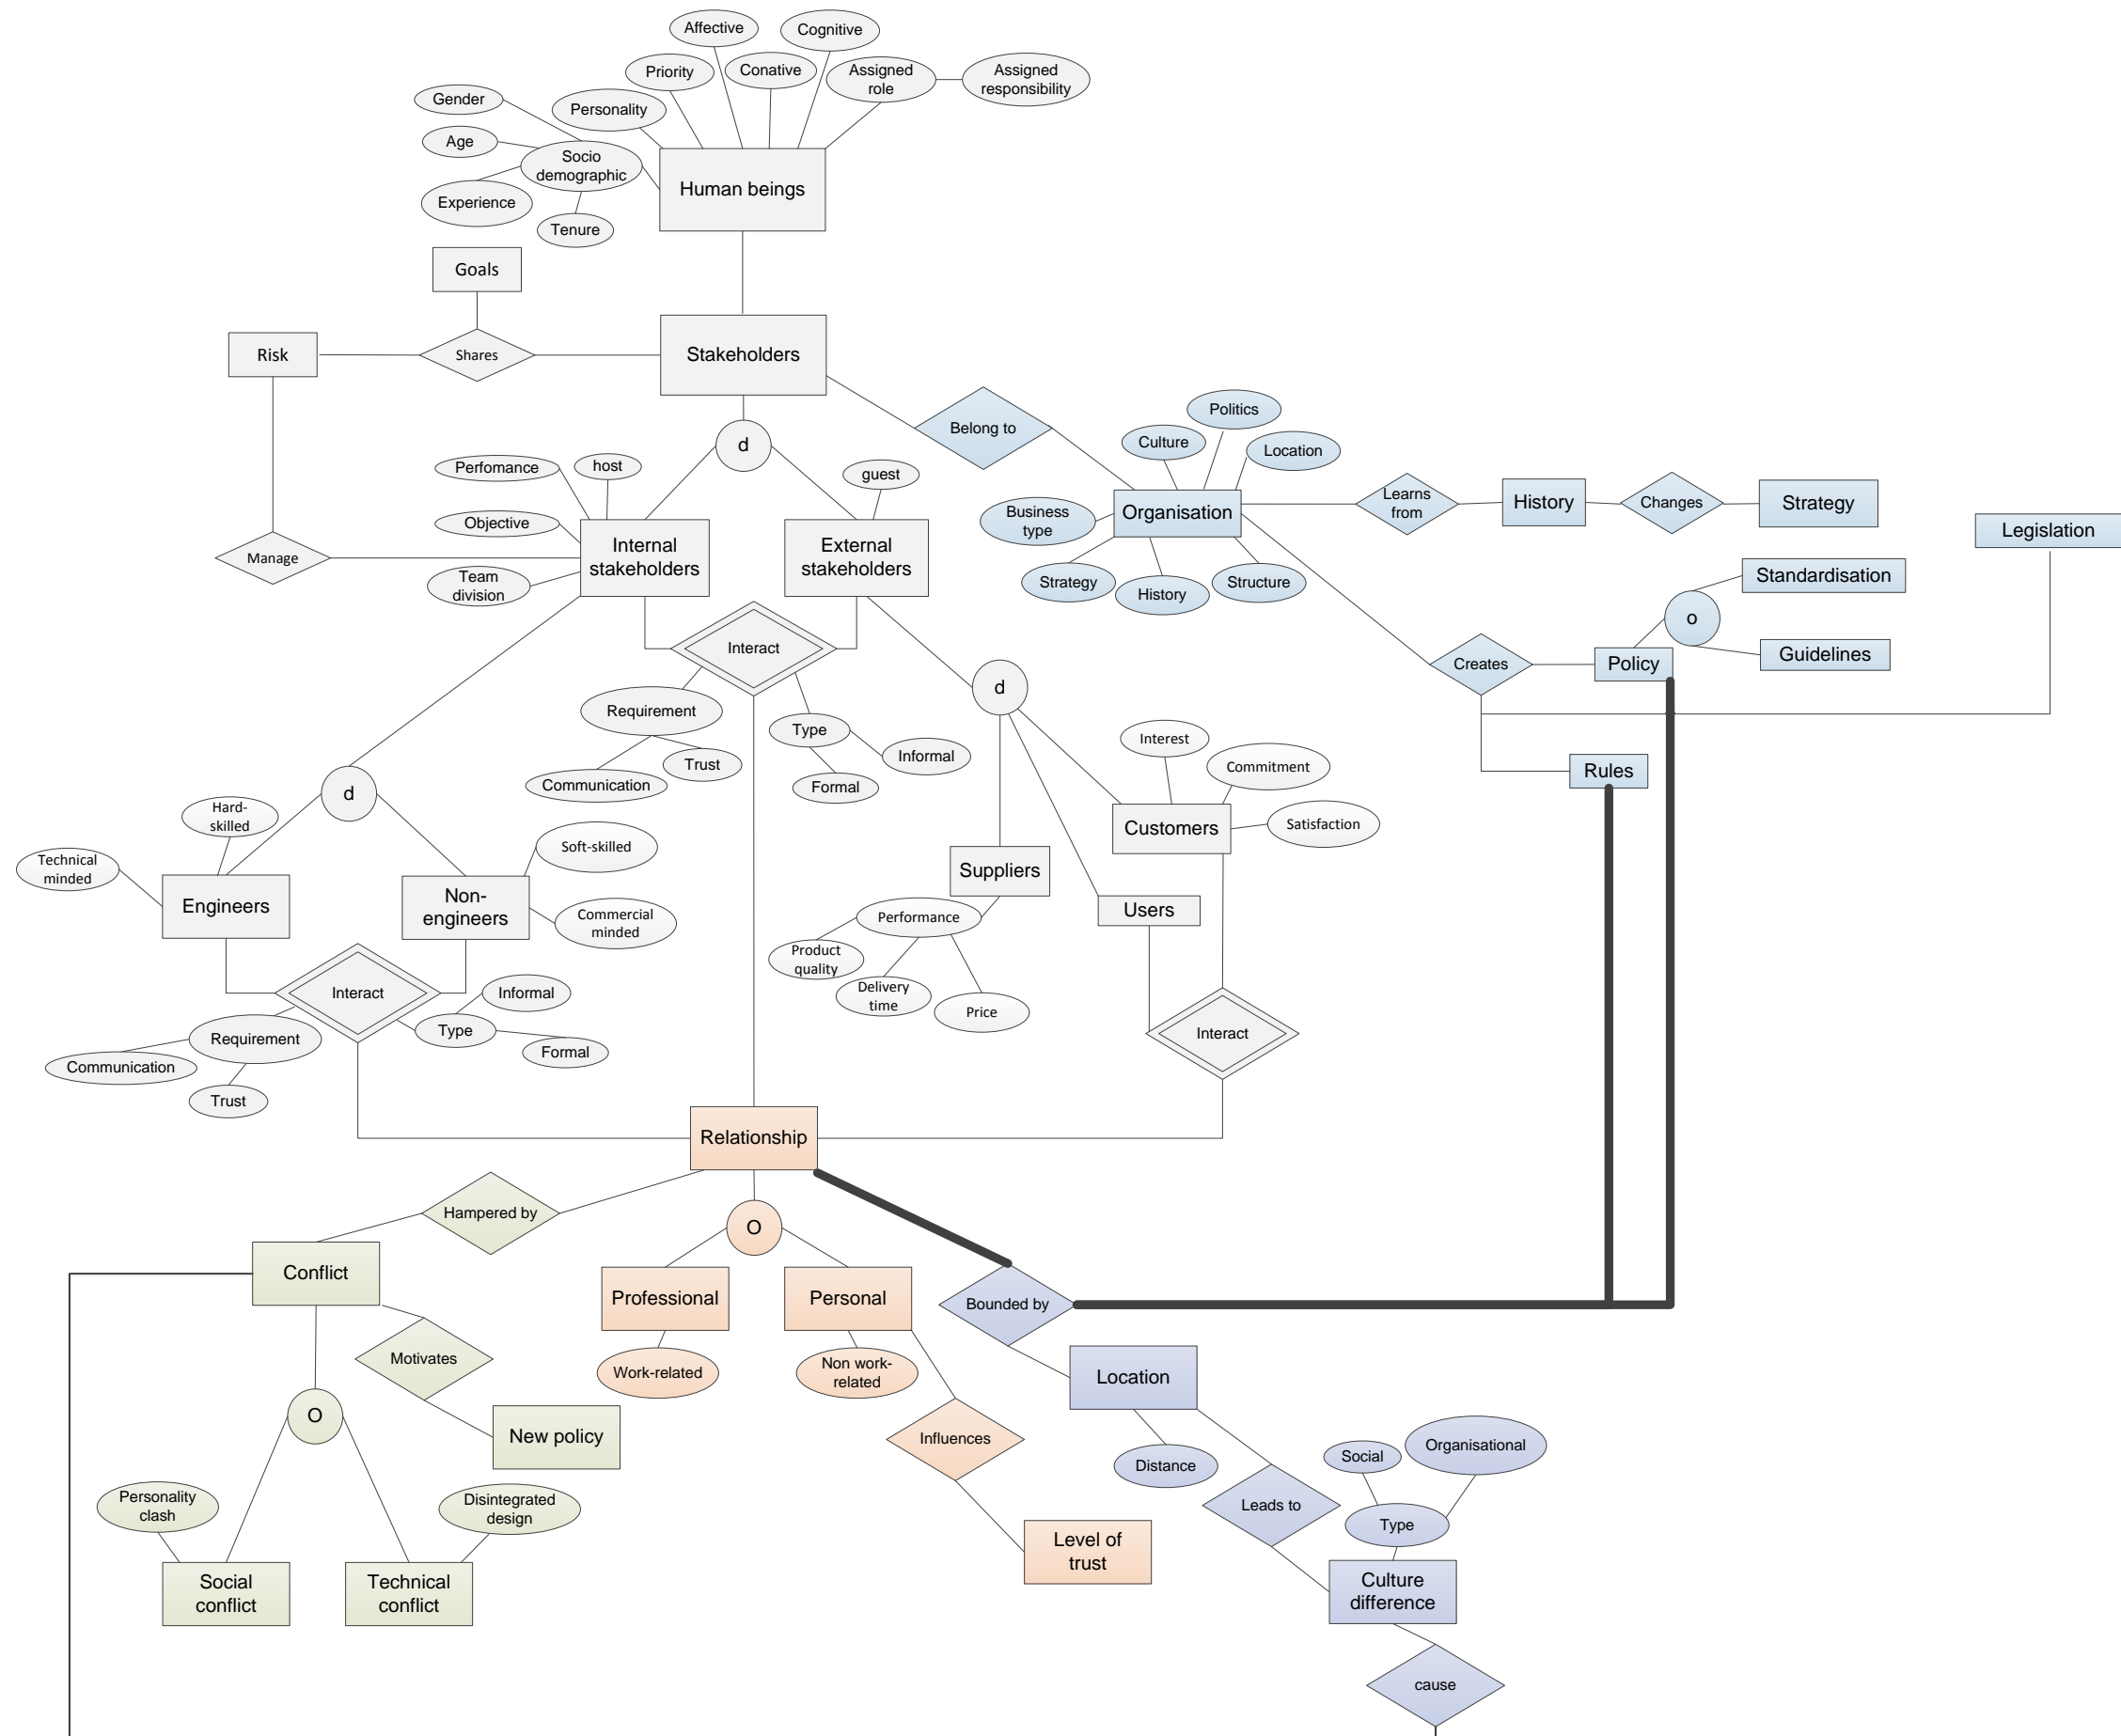 Affective
Cognitive
Priority
Conative
Assigned
role
Assigned
responsibility
Gender
Personality
Age
Socio
demographic
Human beings
Experience
Tenure
Goals
Risk
Shares
Stakeholders
Belong to
Politics
Culture
Location
d
Perfomance
host
guest
Business
type
Organisation
Learns
from
History
Changes
Strategy
Objective
Internal
stakeholders
External
stakeholders
Legislation
Manage
Team
division
Strategy
History
Structure
Standardisation
o
Interact
Creates
Policy
Guidelines
d
Requirement
Type
Informal
Interest
Trust
Communication
Formal
Commitment
Rules
d
Hard-
skilled
Customers
Satisfaction
Soft-skilled
Technical
minded
Suppliers
Engineers
Non-
engineers
Commercial
minded
Performance
Users
Product
quality
Delivery
time
Price
Interact
Informal
Type
Formal
Requirement
Communication
Trust
Interact
Relationship
Hampered by
O
Conflict
Professional
Personal
Bounded by
Motivates
Work-related
Non work-
related
Location
O
New policy
Influences
Distance
Social
Organisational
Personality
clash
Disintegrated
design
Leads to
Type
Level of
trust
Social
conflict
Technical
conflict
Culture
difference
cause